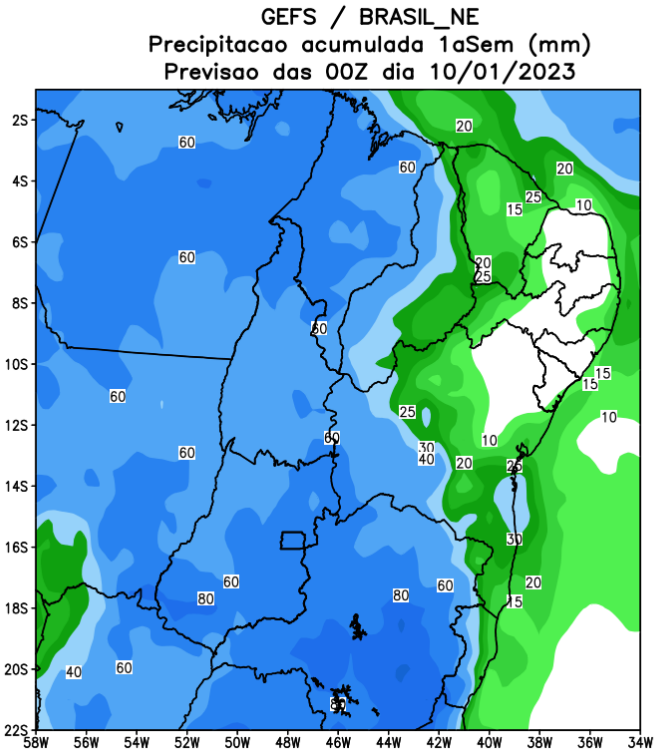 GEFS / BRASIL_NE
Precipitacao acumulada 1aSem (mm)
Previsao das 00Z dia 10/01/2023
2S
20
60
20
60
4S
25
10
15
6S
60
20
25
8S
60
10S
15
15
60
25
10
12S
10
60
30
60
40
20
25
14S
16S
30
60
60
20
80
80
15
18S
20S
60
40
80
22S
58W 56W 54W 52W 50W 48W 46W 44W 42W 40W 38W 36W 34W